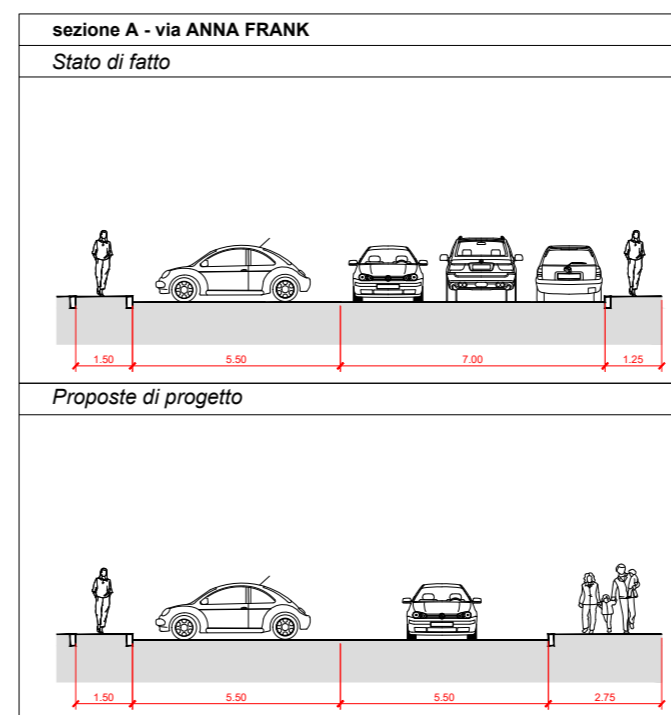 sezione A - via ANNA FRANK
Stato di fatto
1.50 5.50 7.00 1.25
Proposte di progetto
1.50 5.50 5.50 2.75